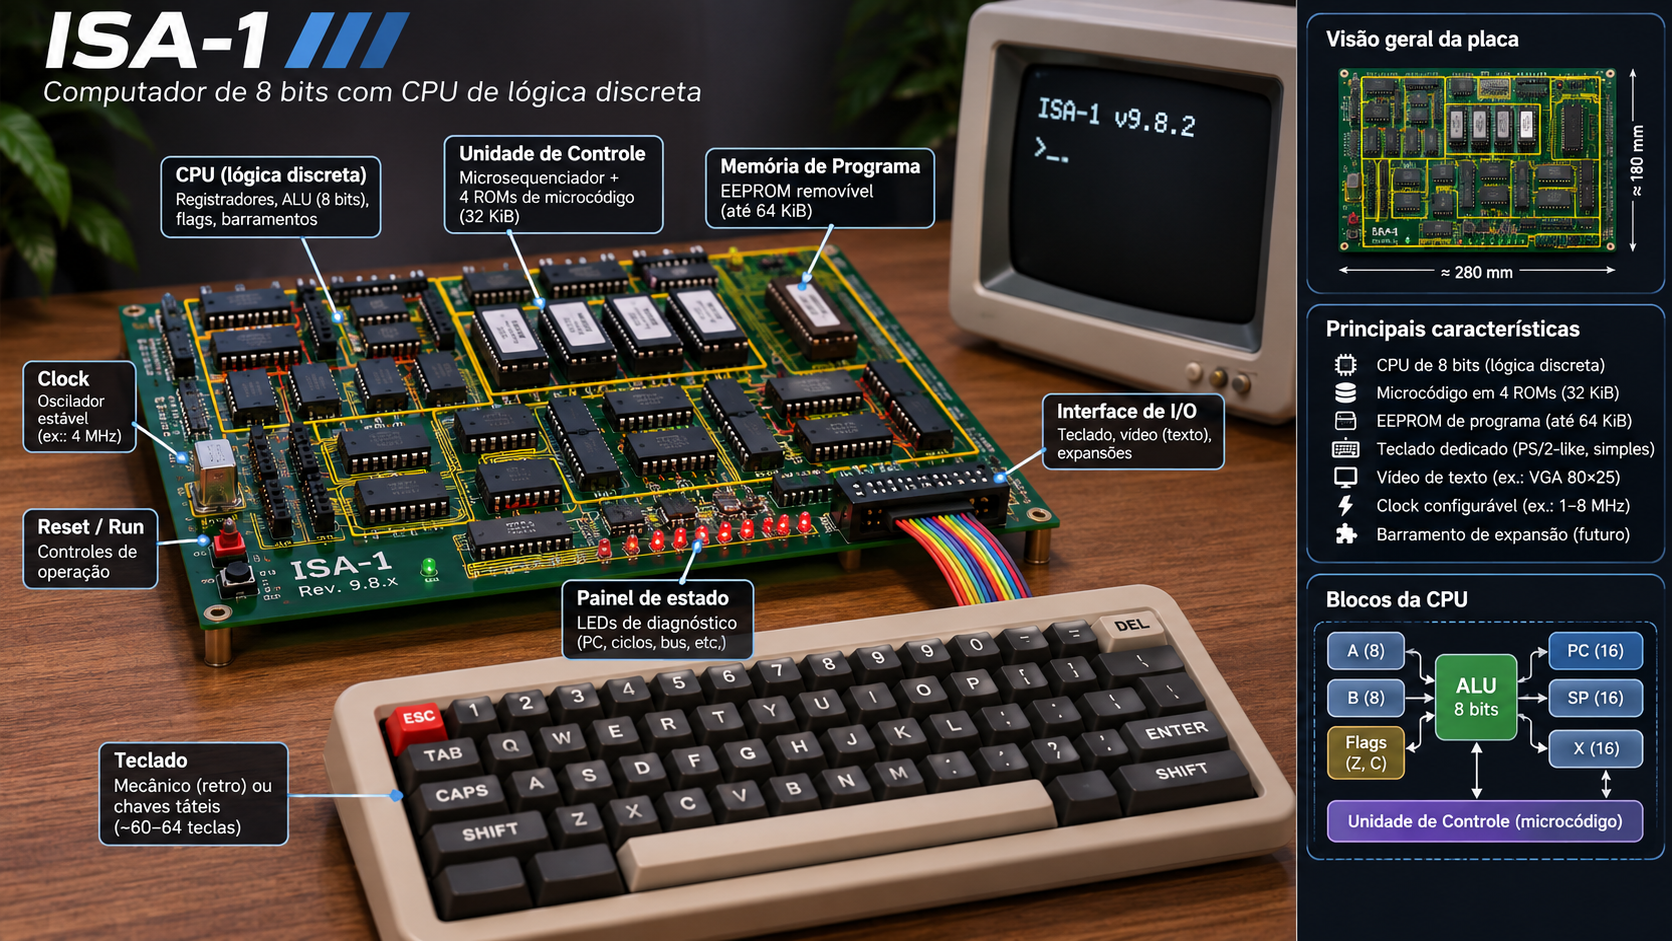 ISA-1
Computador de 8 bits com CPU de lógica discreta
CPU (lógica discreta)
Registradores, ALU (8 bits),
flags, barramentos
Unidade de Controle
Microsequenciador +
4 ROMs de microcódigo
(32 KiB)
Memória de Programa
EEPROM removível
(até 64 KiB)
ISA-1 v9.8.2
>_.
Clock
Oscilador
estável
(ex.: 4 MHz)
Interface de I/O
Teclado, vídeo (texto),
expansões
Reset / Run
Controles de
operação
ISA-1
Rev. 9.8.x
Painel de estado
LEDs de diagnóstico
(PC, ciclos, bus, etc,)
Teclado
Mecânico (retro) ou
chaves táteis
(~60–64 teclas)
ESC 1 2 3 4 5 6 7 8 9 9 0 - = DEL
TAB Q W E R T Y U I O P [ ] \
CAPS A S D F G H J K L ; : \ ENTER
SHIFT Z X C V B N M ? SHIFT
Visão geral da placa
≈ 180 mm
≈ 280 mm
Principais características
CPU de 8 bits (lógica discreta)
Microcódigo em 4 ROMs (32 KiB)
EEPROM de programa (até 64 KiB)
Teclado dedicado (PS/2-like, simples)
Vídeo de texto (ex.: VGA 80×25)
Clock configurável (ex.: 1–8 MHz)
Barramento de expansão (futuro)
Blocos da CPU
A (8)
B (8)
Flags
(Z, C)
ALU
8 bits
PC (16)
SP (16)
X (16)
Unidade de Controle (microcódigo)